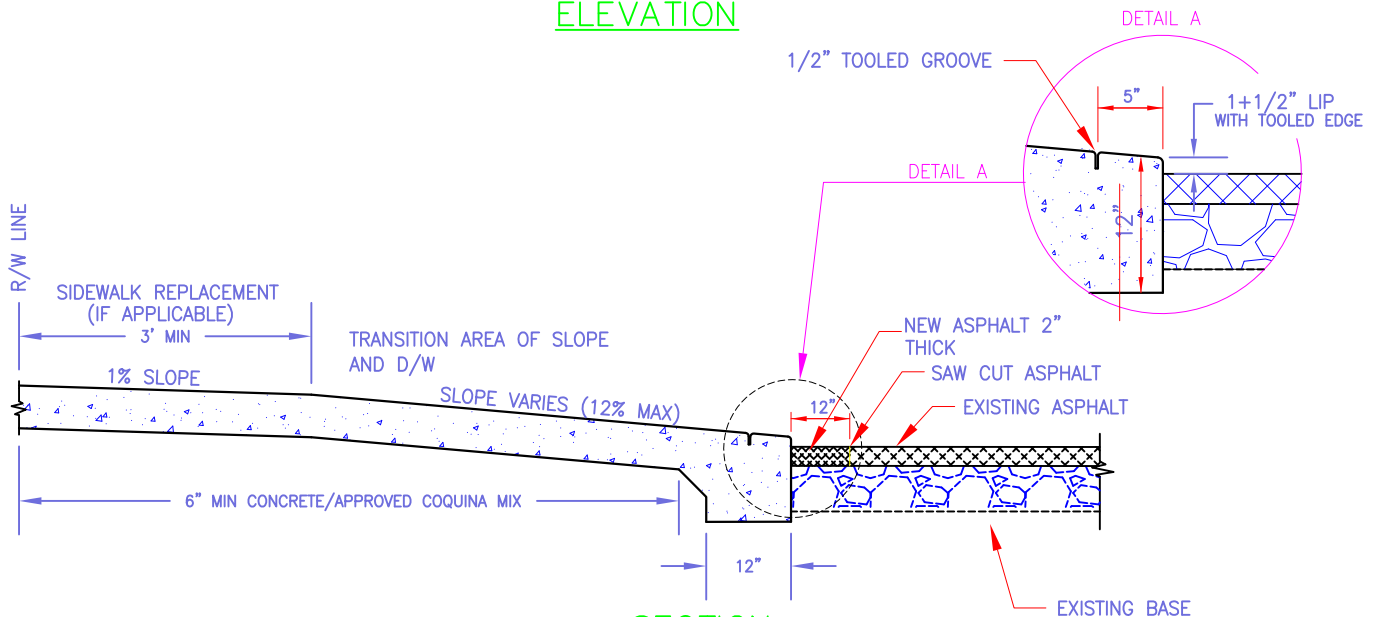 ELEVATION
DETAIL A
1/2" TOOLED GROOVE
5"
1+1/2" LIP
WITH TOOLED EDGE
DETAIL A
12"
R/W LINE
SIDEWALK REPLACEMENT
(IF APPLICABLE)
3' MIN
TRANSITION AREA OF SLOPE
AND D/W
NEW ASPHALT 2"
THICK
SAW CUT ASPHALT
1% SLOPE
SLOPE VARIES (12% MAX)
12"
EXISTING ASPHALT
6" MIN CONCRETE/APPROVED COQUINA MIX
12"
EXISTING BASE